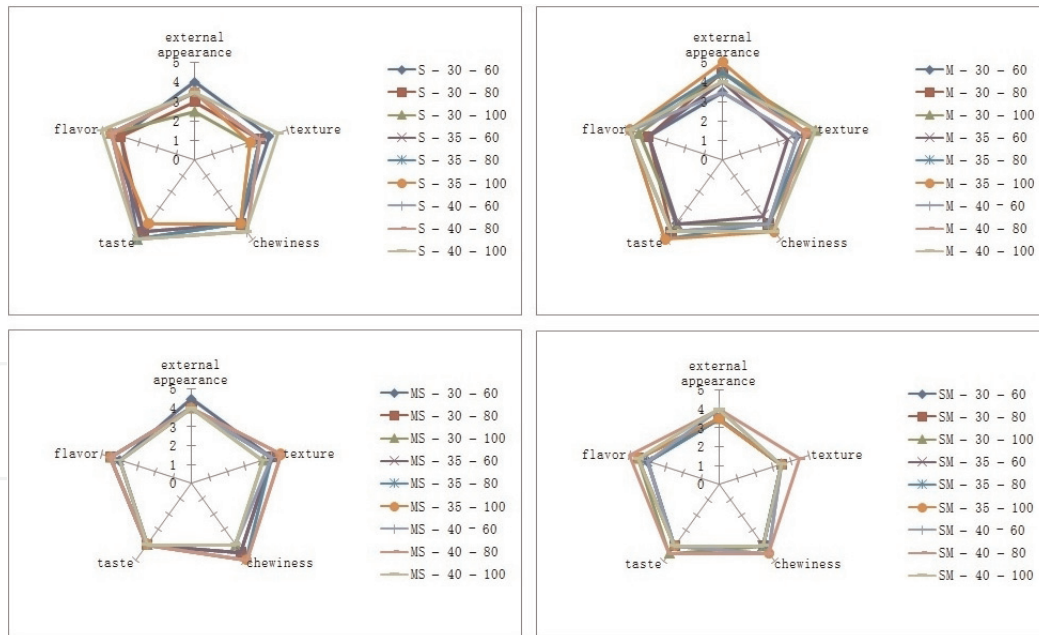 external
appearance
5
4
3
2
1
0
texture
chewiness
taste
flavor
S - 30 - 60
S - 30 - 80
S - 30 - 100
S - 35 - 60
S - 35 - 80
S - 35 - 100
S - 40 - 60
S - 40 - 80
S - 40 - 100
external
appearance
5
4
3
2
1
0
texture
chewiness
taste
flavor
M - 30 - 60
M - 30 - 80
M - 30 - 100
M - 35 - 60
M - 35 - 80
M - 35 - 100
M - 40 - 60
M - 40 - 80
M - 40 - 100
external
appearance
5
4
3
2
1
0
texture
chewiness
taste
flavor
MS - 30 - 60
MS - 30 - 80
MS - 30 - 100
MS - 35 - 60
MS - 35 - 80
MS - 35 - 100
MS - 40 - 60
MS - 40 - 80
MS - 40 - 100
external
appearance
5
4
3
2
1
0
texture
chewiness
taste
flavor
SM - 30 - 60
SM - 30 - 80
SM - 30 - 100
SM - 35 - 60
SM - 35 - 80
SM - 35 - 100
SM - 40 - 60
SM - 40 - 80
SM - 40 - 100